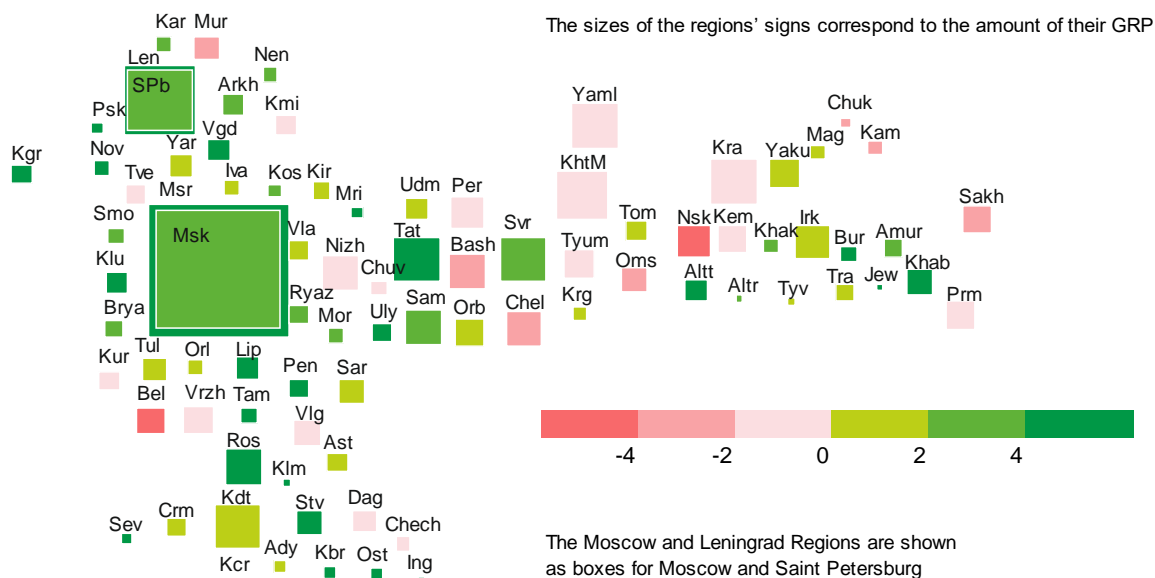 Kar Mur
The sizes of the regions’ signs correspond to the amount of their GRP
Len
Nen
SPb Arkh
Yaml
Kmi
Chuk
Psk
Vgd
Mag Kam
Kgr
Nov Yar
KhtM
Kra
Yaku
Tve
Msr
Iva
Kos Kir
Mri
Udm Per
Sakh
Smo
Msk
Vla
Tat
Svr
Tom
Nsk Kem
Irk
Klu
Nizh
Chuv
Bash
Tyum
Oms
Khak
Bur Amur
Khab
Brya
Ryaz
Mor
Uly
Sam
Orb
Chel
Krg
Altt
Altr
Tyv
Tra
Jew
Prm
Kur
Tul Orl Lip
Pen
Sar
Bel
Vrzh Tam
Vlg
Ros
Ast
-4 -2 0 2 4
Klm
Sev
Crm
Kdt
Stv
Dag
Chech
Kcr
Ady
Kbr Ost Ing
The Moscow and Leningrad Regions are shown
as boxes for Moscow and Saint Petersburg